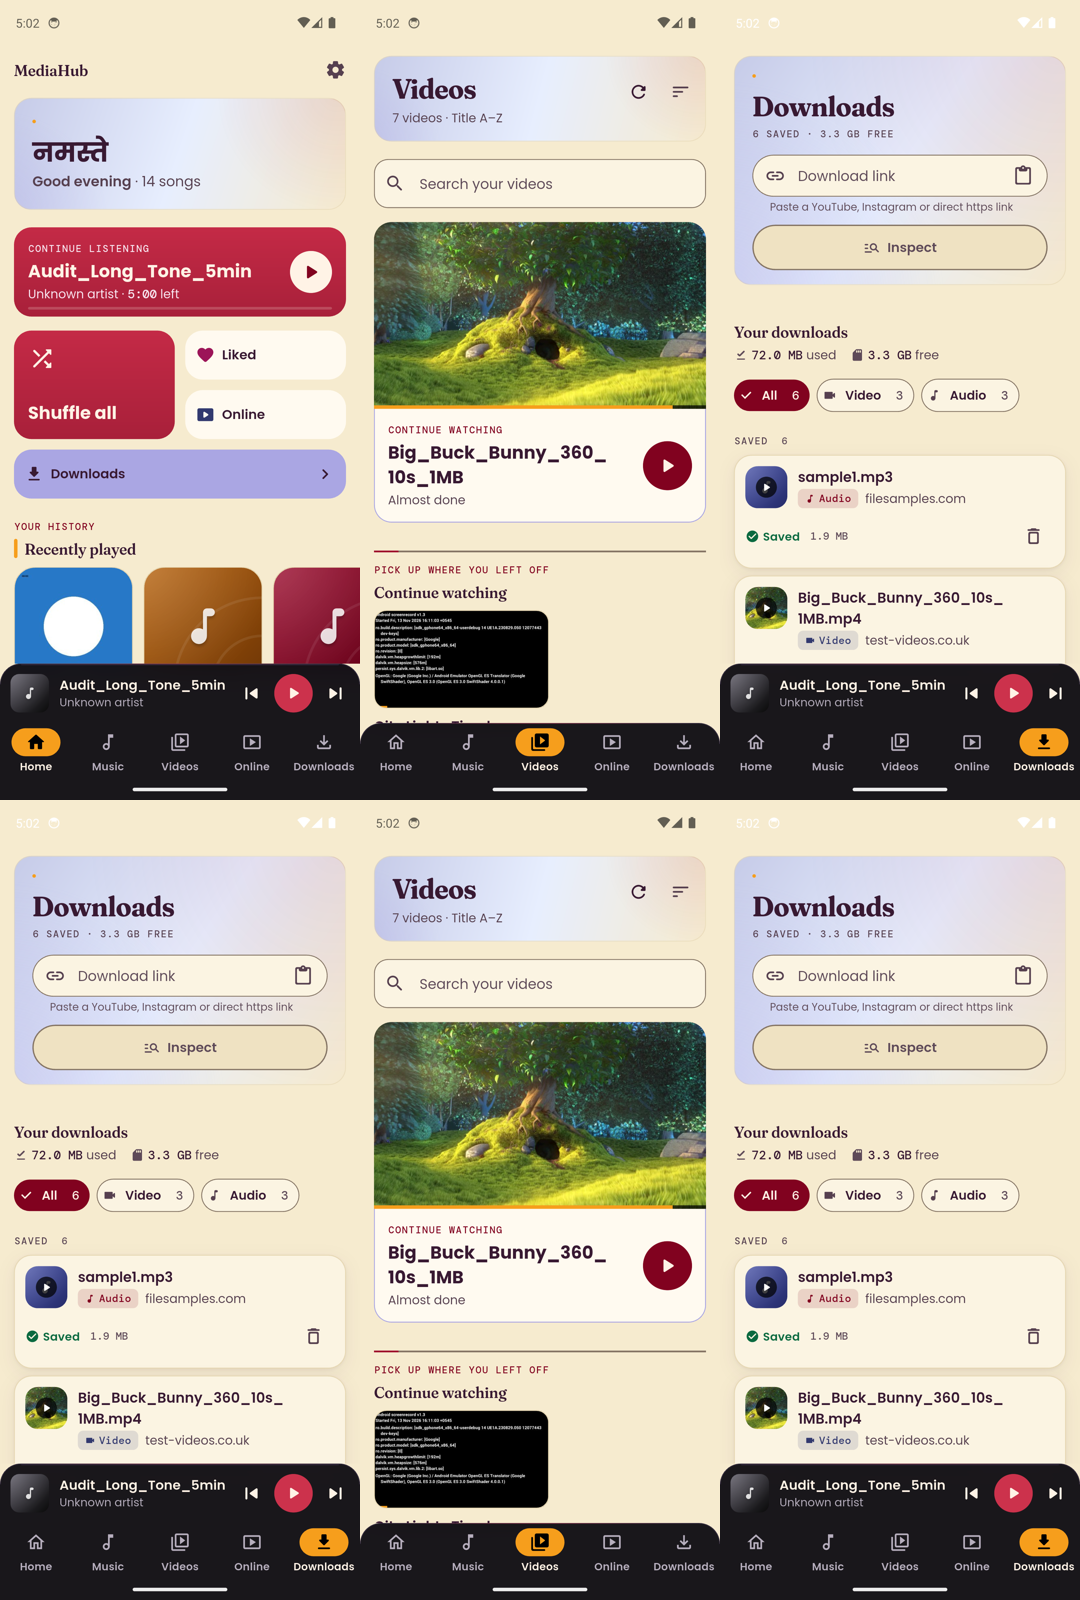 5:02
MediaHub
नमस्ते
Good evening · 14 songs
CONTINUE LISTENING
Audit_Long_Tone_5min
Unknown artist · 5:00 left
Shuffle all
Liked
Online
Downloads
YOUR HISTORY
Recently played
Audit_Long_Tone_5min
Unknown artist
Home
Music
Videos
Online
Downloads
5:02
Videos
7 videos · Title A–Z
Search your videos
CONTINUE WATCHING
Big_Buck_Bunny_360_
10s_1MB
Almost done
PICK UP WHERE YOU LEFT OFF
Continue watching
Home
Music
Videos
Online
Downloads
5:02
Downloads
6 SAVED · 3.3 GB FREE
Download link
Paste a YouTube, Instagram or direct https link
Inspect
Your downloads
72.0 MB used
3.3 GB free
All 6
Video 3
Audio 3
SAVED 6
sample1.mp3
Audio
filesamples.com
Saved
1.9 MB
Big_Buck_Bunny_360_10s_
1MB.mp4
Video
test-videos.co.uk
Audit_Long_Tone_5min
Unknown artist
Home
Music
Videos
Online
Downloads
5:02
Downloads
6 SAVED · 3.3 GB FREE
Download link
Paste a YouTube, Instagram or direct https link
Inspect
Your downloads
72.0 MB used
3.3 GB free
All 6
Video 3
Audio 3
SAVED 6
sample1.mp3
Audio
filesamples.com
Saved
1.9 MB
Big_Buck_Bunny_360_10s_
1MB.mp4
Video
test-videos.co.uk
Audit_Long_Tone_5min
Unknown artist
Home
Music
Videos
Online
Downloads
5:02
Videos
7 videos · Title A–Z
Search your videos
CONTINUE WATCHING
Big_Buck_Bunny_360_
10s_1MB
Almost done
PICK UP WHERE YOU LEFT OFF
Continue watching
Home
Music
Videos
Online
Downloads
5:02
Downloads
6 SAVED · 3.3 GB FREE
Download link
Paste a YouTube, Instagram or direct https link
Inspect
Your downloads
72.0 MB used
3.3 GB free
All 6
Video 3
Audio 3
SAVED 6
sample1.mp3
Audio
filesamples.com
Saved
1.9 MB
Big_Buck_Bunny_360_10s_
1MB.mp4
Video
test-videos.co.uk
Audit_Long_Tone_5min
Unknown artist
Home
Music
Videos
Online
Downloads